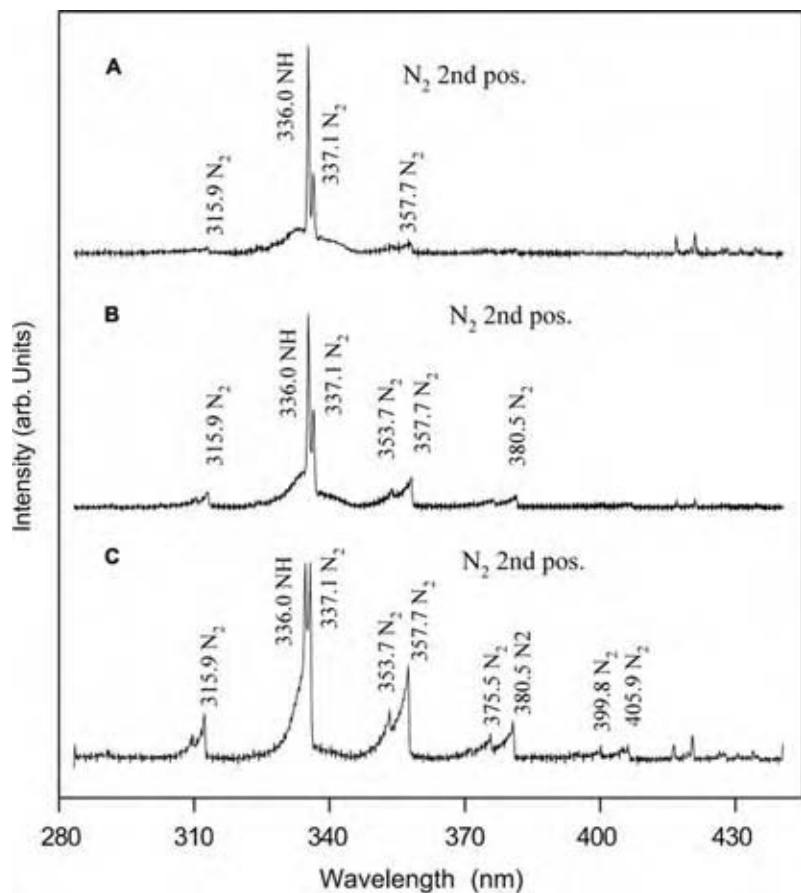 A
N₂ 2nd pos.
315.9 N₂
336.0 NH
337.1 N₂
357.7 N₂
B
N₂ 2nd pos.
315.9 N₂
336.0 NH
337.1 N₂
353.7 N₂
357.7 N₂
380.5 N₂
C
N₂ 2nd pos.
315.9 N₂
336.0 NH
337.1 N₂
353.7 N₂
357.7 N₂
375.5 N₂
380.5 N2
399.8 N₂
405.9 N₂
Intensity (arb. Units)
280 310 340 370 400 430
Wavelength (nm)